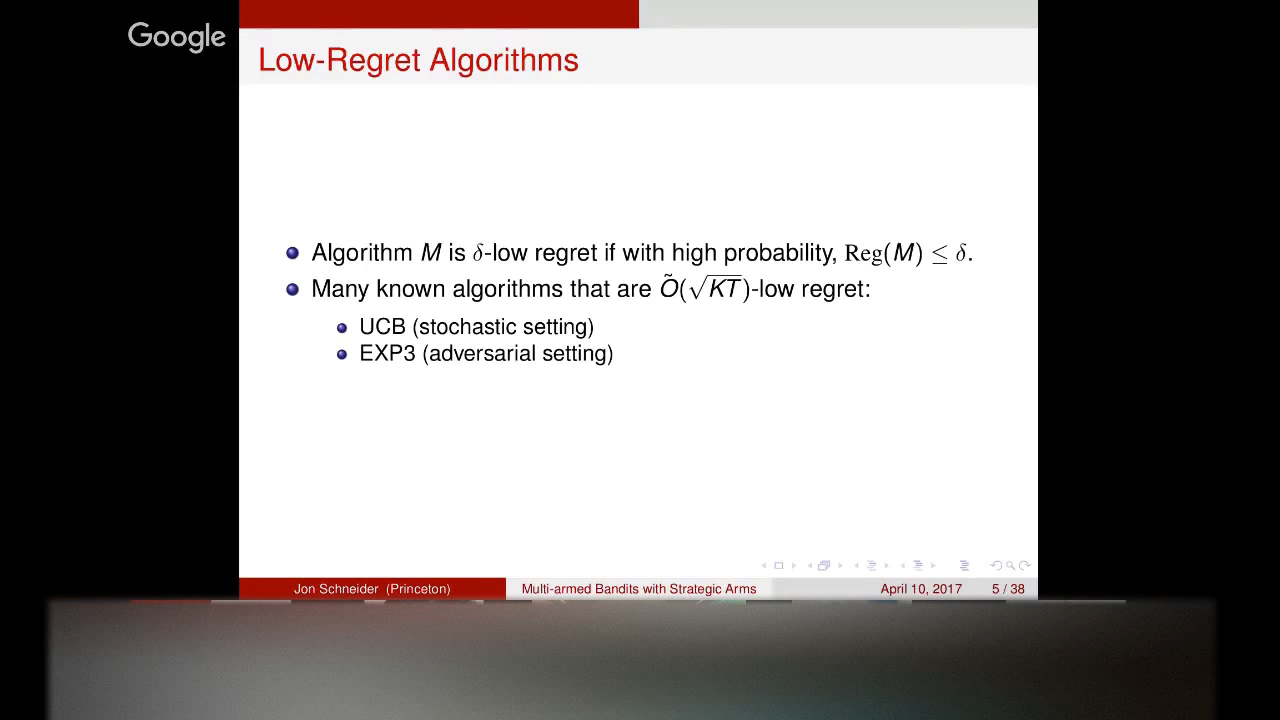 Google
Low-Regret Algorithms
Algorithm M is δ-low regret if with high probability, Reg(M) ≤ δ.
Many known algorithms that are Õ(√KT)-low regret:
UCB (stochastic setting)
EXP3 (adversarial setting)
Jon Schneider (Princeton) Multi-armed Bandits with Strategic Arms April 10, 2017 5 / 38